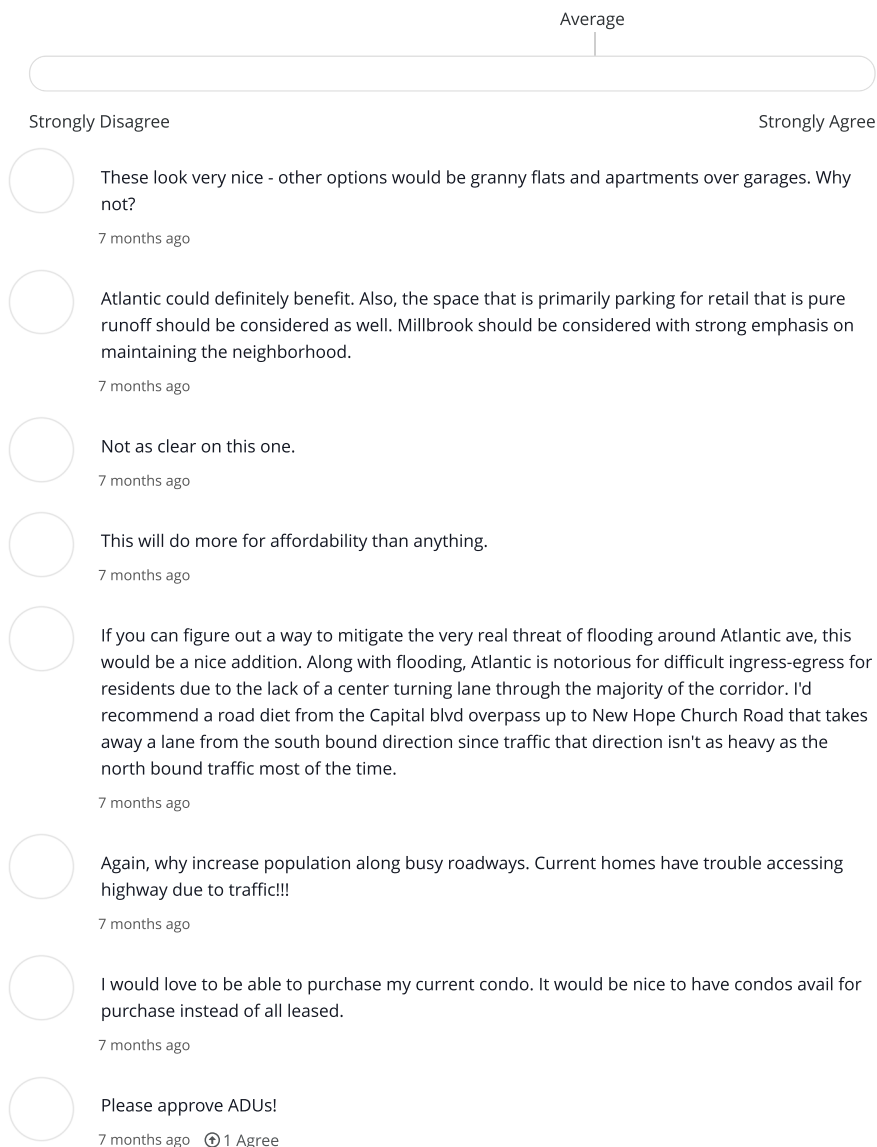 Average
Strongly Disagree
Strongly Agree
These look very nice - other options would be granny flats and apartments over garages. Why
not?
7 months ago
Atlantic could definitely benefit. Also, the space that is primarily parking for retail that is pure
runoff should be considered as well. Millbrook should be considered with strong emphasis on
maintaining the neighborhood.
7 months ago
Not as clear on this one.
7 months ago
This will do more for affordability than anything.
7 months ago
If you can figure out a way to mitigate the very real threat of flooding around Atlantic ave, this
would be a nice addition. Along with flooding, Atlantic is notorious for difficult ingress-egress for
residents due to the lack of a center turning lane through the majority of the corridor. I'd
recommend a road diet from the Capital blvd overpass up to New Hope Church Road that takes
away a lane from the south bound direction since traffic that direction isn't as heavy as the
north bound traffic most of the time.
7 months ago
Again, why increase population along busy roadways. Current homes have trouble accessing
highway due to traffic!!!
7 months ago
I would love to be able to purchase my current condo. It would be nice to have condos avail for
purchase instead of all leased.
7 months ago
Please approve ADUs!
7 months ago 1 Agree